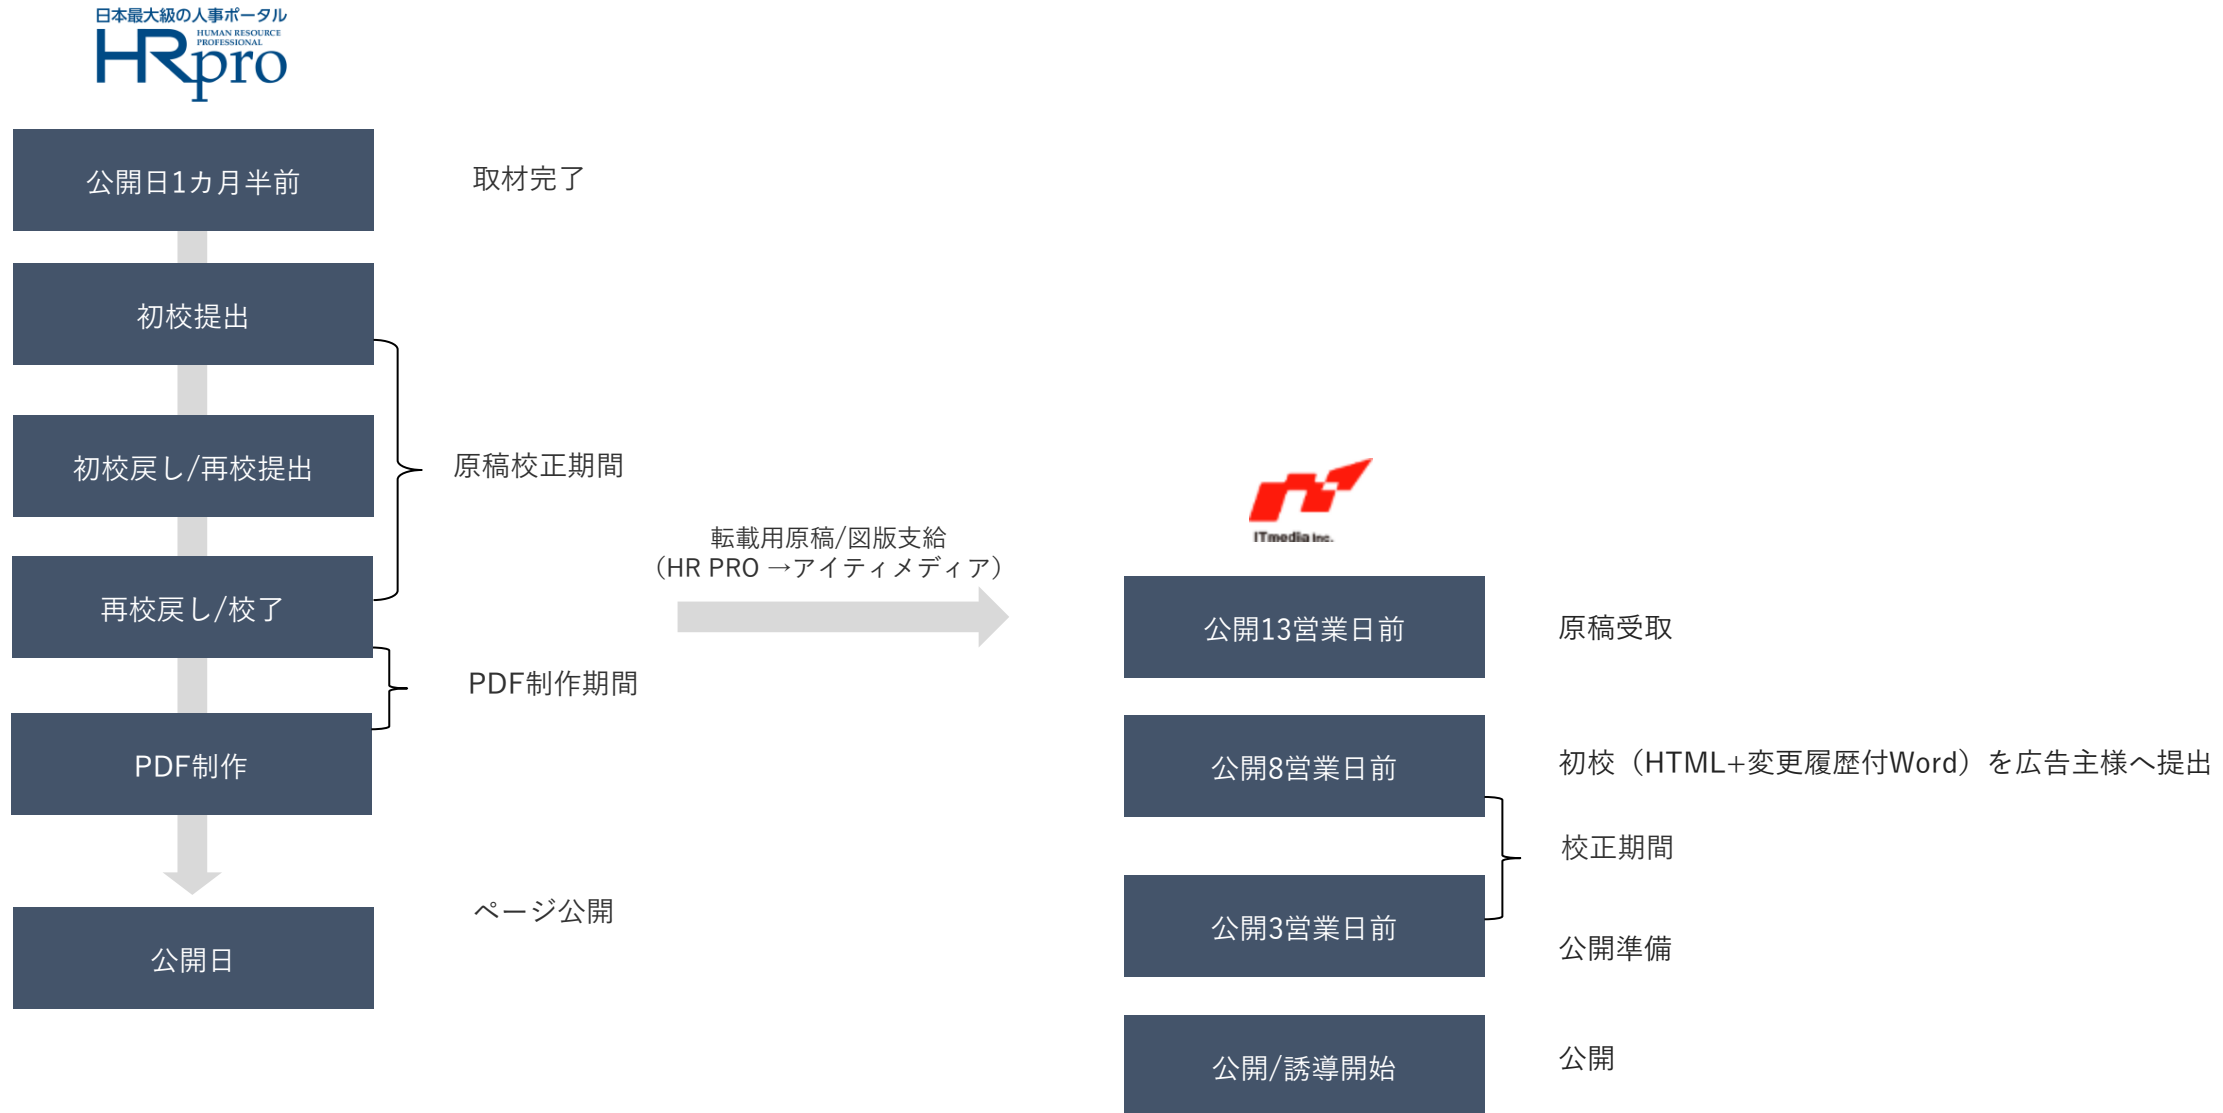 日本最大級の人事ポータル
HUMAN RESOURCE
PROFESSIONAL
HRpro
公開日1カ月半前
取材完了
初校提出
初校戻し/再校提出
原稿校正期間
再校戻し/校了
PDF制作期間
PDF制作
ページ公開
公開日
転載用原稿/図版支給
（HR PRO →アイティメディア）
ITmedia Inc.
公開13営業日前
原稿受取
公開8営業日前
初校（HTML+変更履歴付Word）を広告主様へ提出
校正期間
公開3営業日前
公開準備
公開/誘導開始
公開